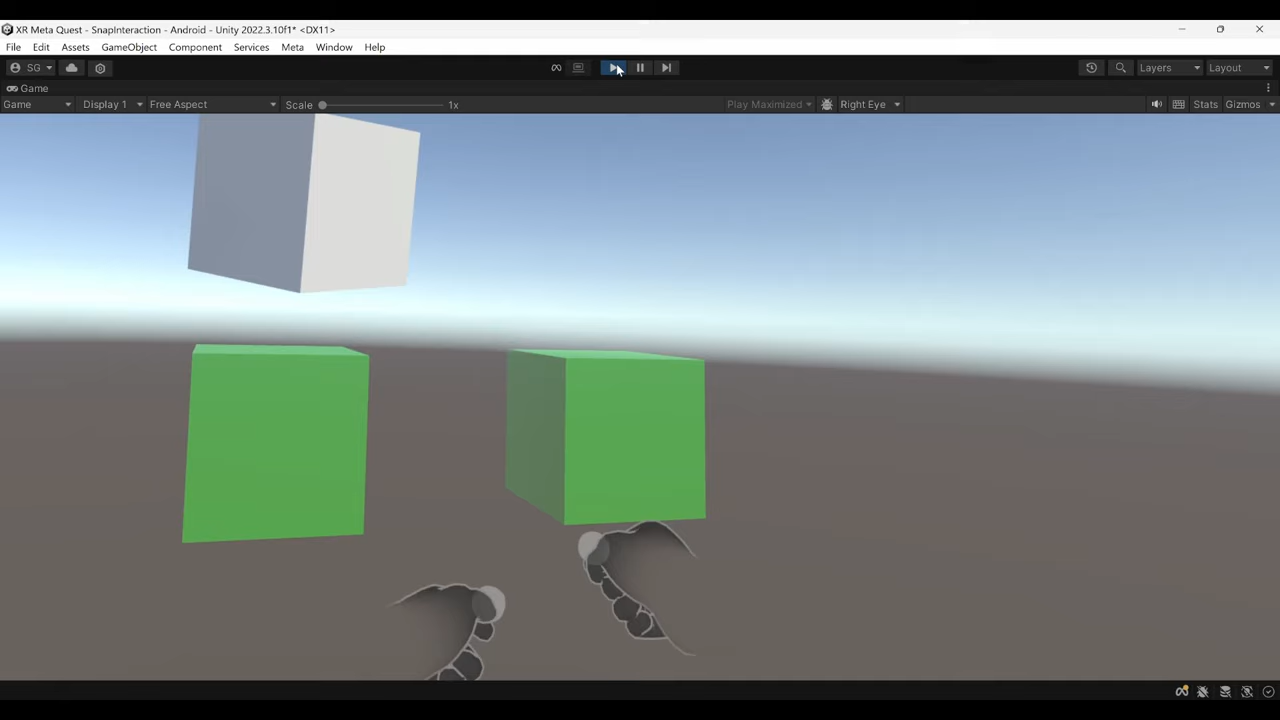 XR Meta Quest - SnapInteraction - Android - Unity 2022.3.10f1* <DX11>
File Edit Assets GameObject Component Services Meta Window Help
SG Layers Layout
Game
Game Display 1 Free Aspect Scale 1x Play Maximized Right Eye Stats Gizmos